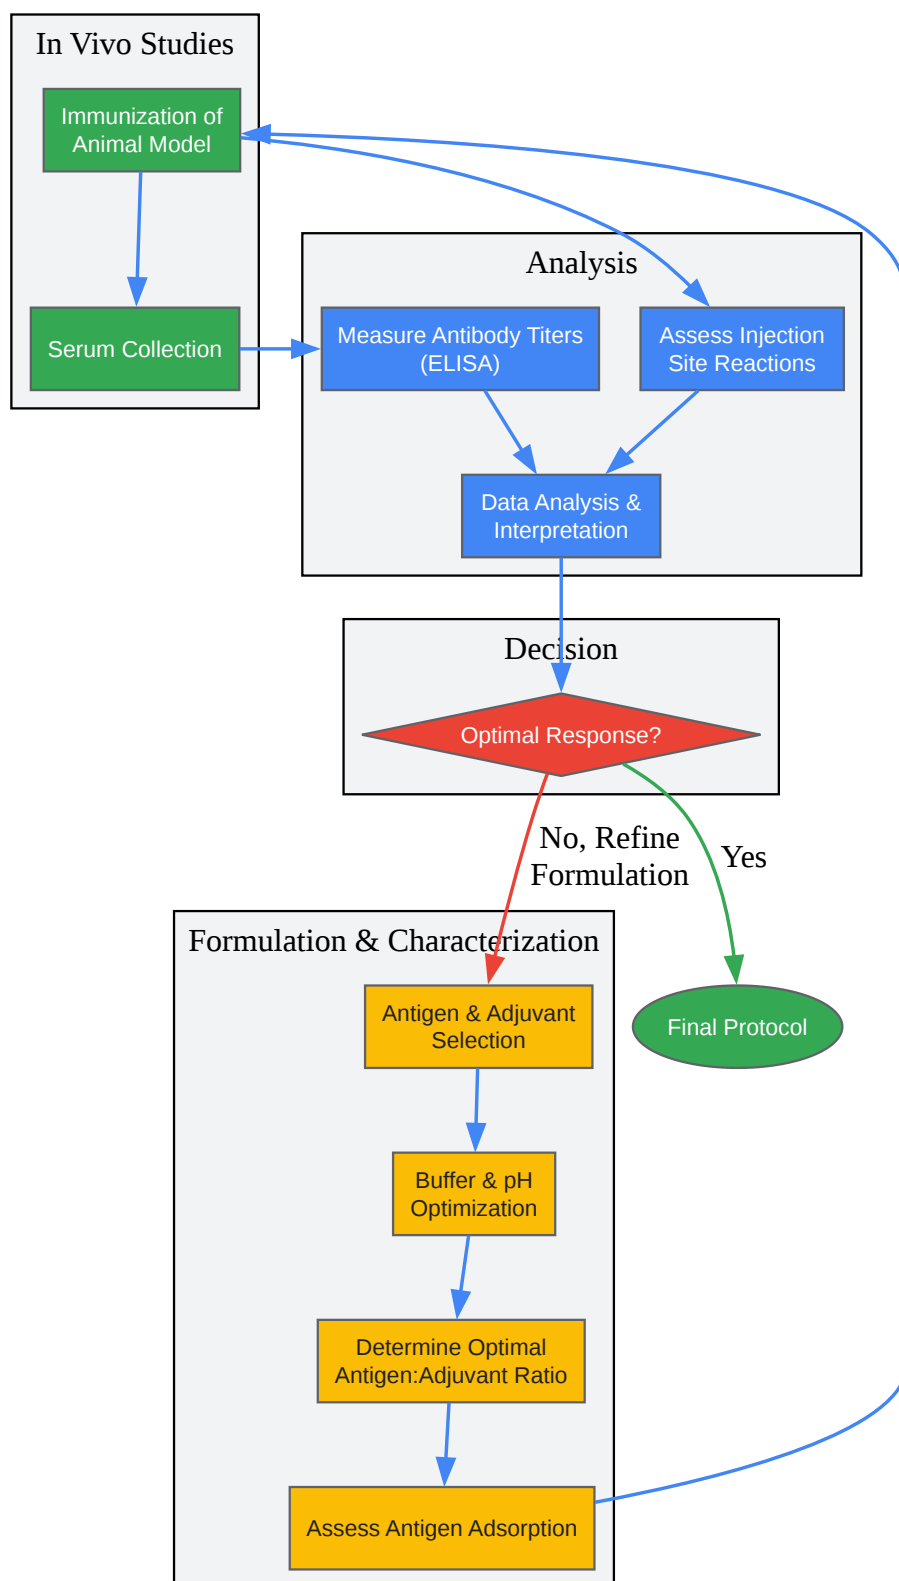 In Vivo Studies
Immunization of
Animal Model
Serum Collection
Analysis
Measure Antibody Titers
(ELISA)
Assess Injection
Site Reactions
Data Analysis &
Interpretation
Decision
Optimal Response?
No, Refine
Formulation
Yes
Formulation & Characterization
Antigen & Adjuvant
Selection
Final Protocol
Buffer & pH
Optimization
Determine Optimal
Antigen:Adjuvant Ratio
Assess Antigen Adsorption